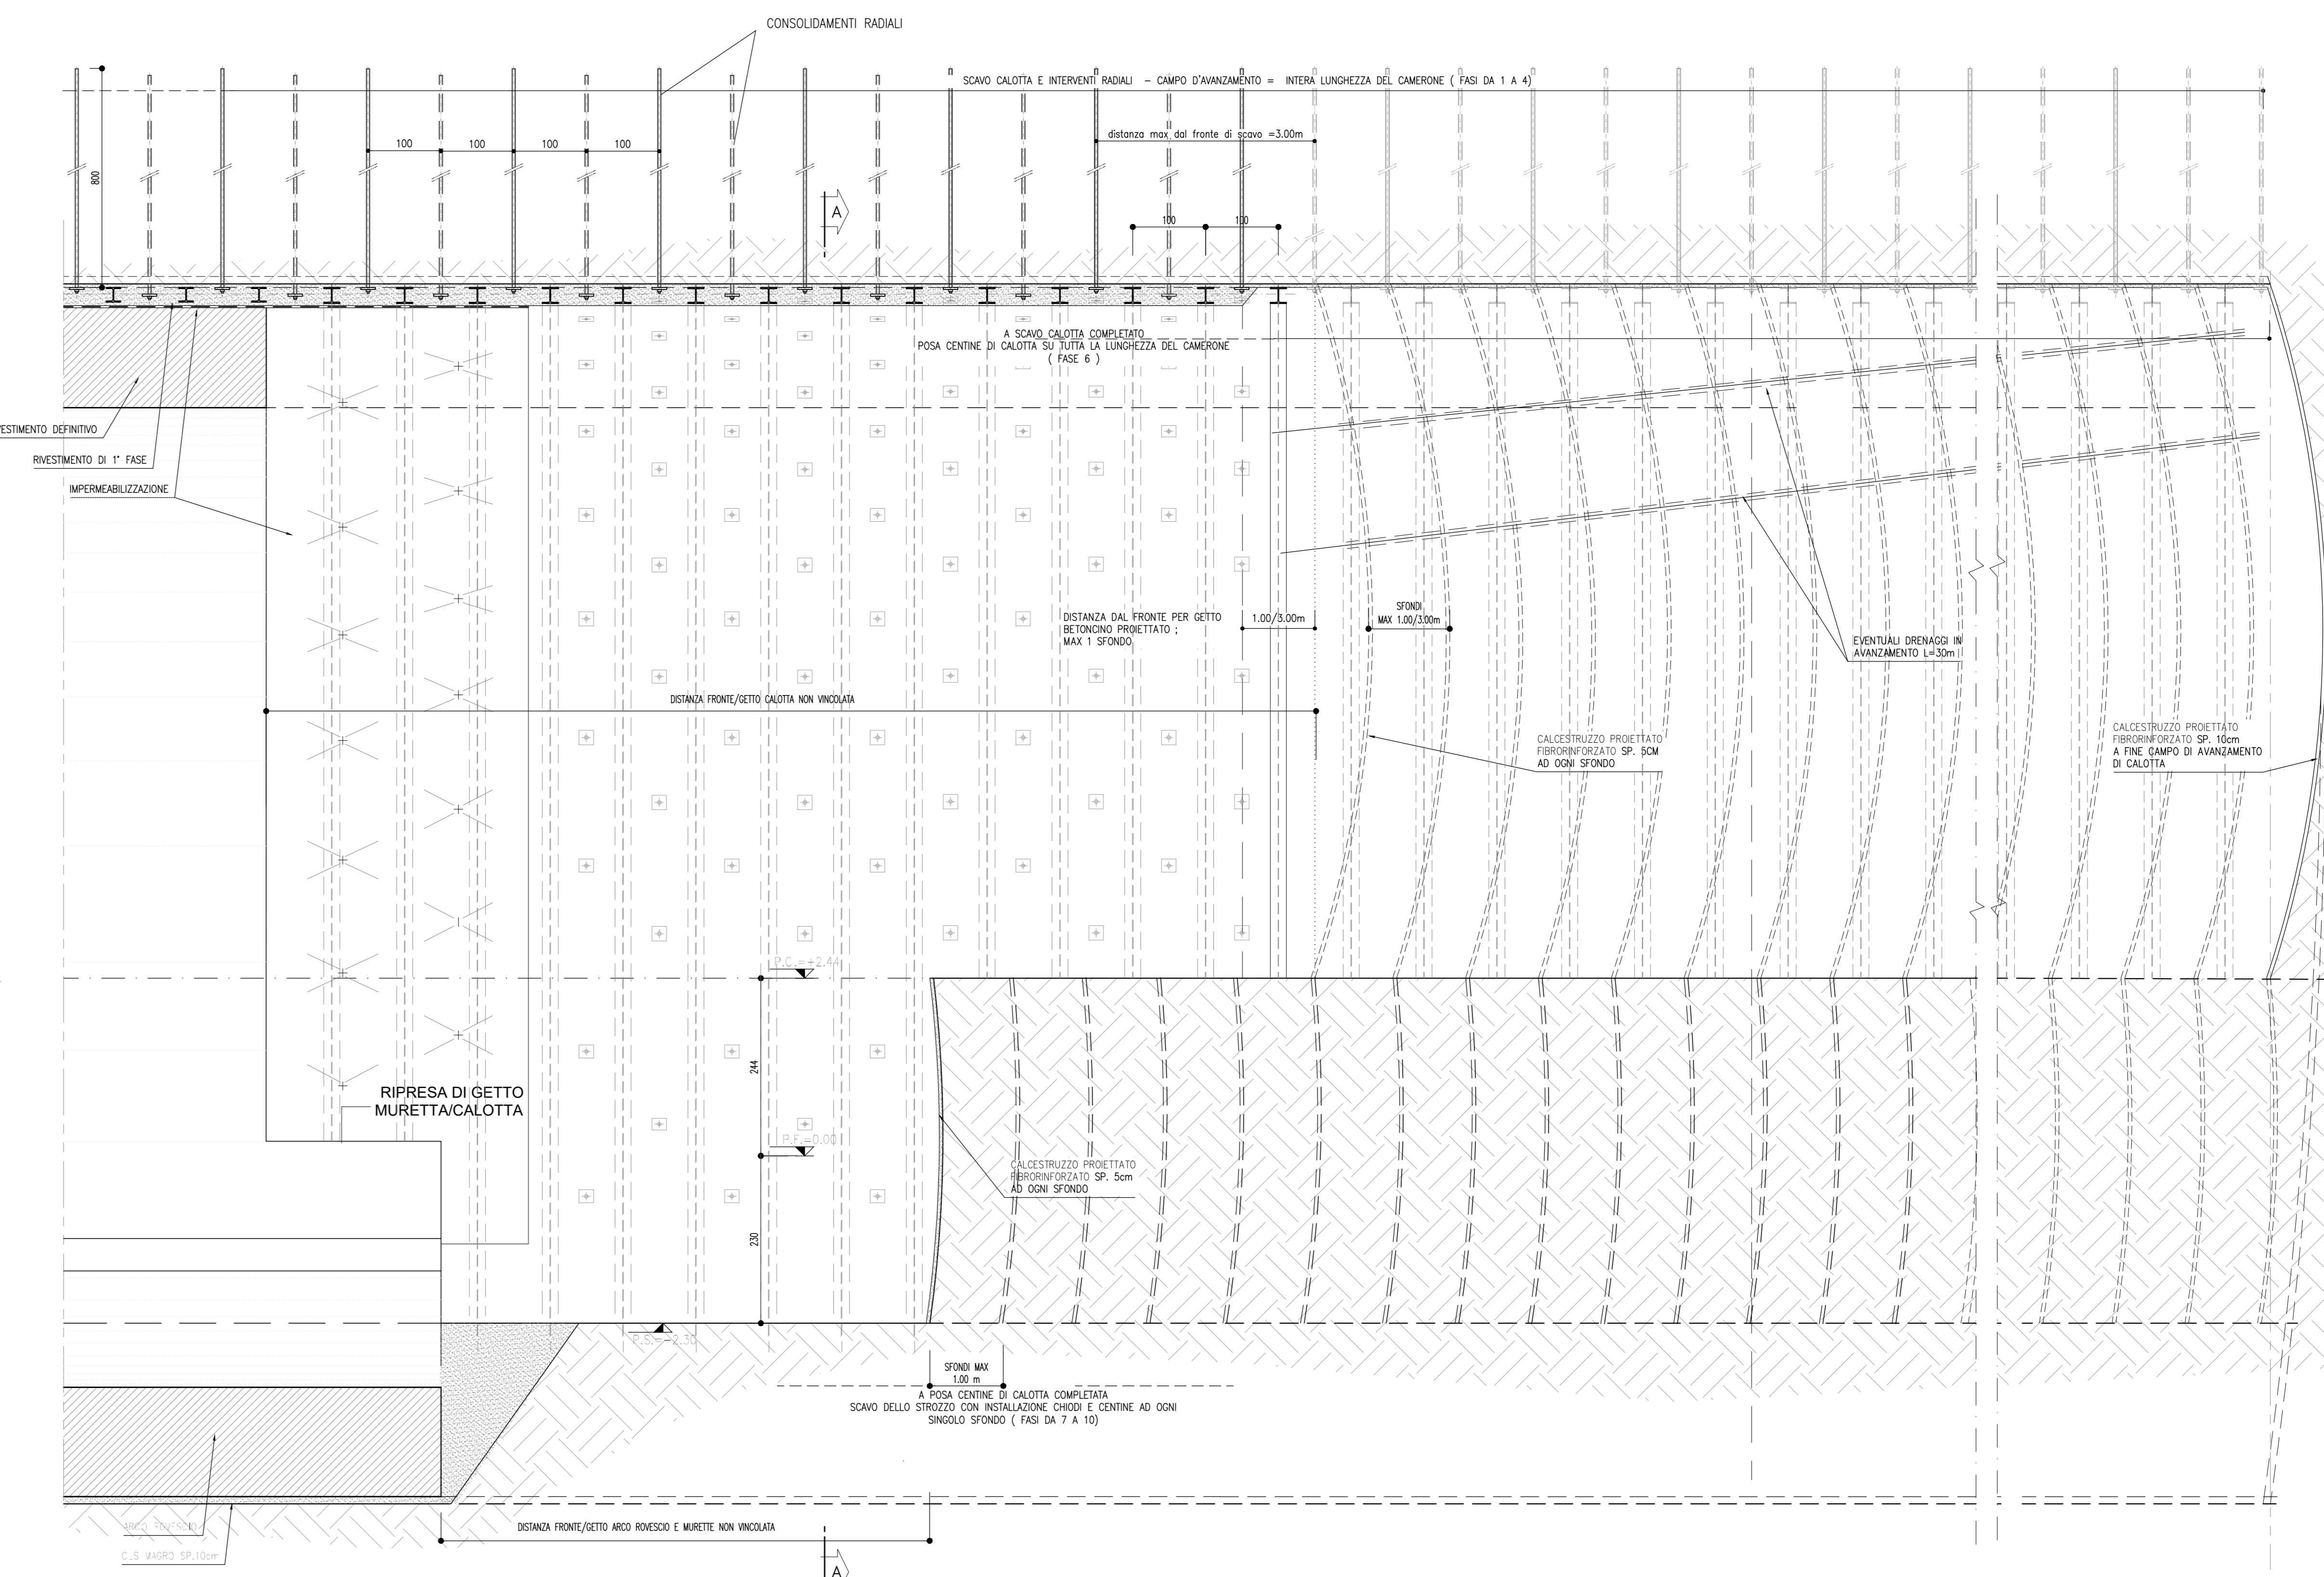 CONSOLIDAMENTI RADIALI
SCAVO CALOTTA E INTERVENTI RADIALI - CAMPO D'AVANZAMENTO = INTERA LUNGHEZZA DEL CAMERONE ( FASI DA 1 A 4)
distanza max dal fronte di scavo =3.00m
100
100
100
100
800
A
100
100
A SCAVO CALOTTA COMPLETATO
POSA CENTINE DI CALOTTA SU TUTTA LA LUNGHEZZA DEL CAMERONE
( FASE 6 )
ESTIMENTO DEFINITIVO
RIVESTIMENTO DI 1° FASE
IMPERMEABILIZZAZIONE
DISTANZA DAL FRONTE PER GETTO
BETONCINO PROIETTATO ;
MAX 1 SFONDO
1.00/3.00m
SFONDI
MAX 1.00/3.00m
EVENTUALI DRENAGGI IN
AVANZAMENTO L=30m
DISTANZA FRONTE/GETTO CALOTTA NON VINCOLATA
CALCESTRUZZO PROIETTATO
FIBRORINFORZATO SP. 5CM
AD OGNI SFONDO
CALCESTRUZZO PROIETTATO
FIBRORINFORZATO SP. 10cm
A FINE CAMPO DI AVANZAMENTO
DI CALOTTA
P.C.=+2.44
244
RIPRESA DI GETTO
MURETTA/CALOTTA
P.F.=0.00
CALCESTRUZZO PROIETTATO
FIBRORINFORZATO SP. 5cm
AD OGNI SFONDO
230
P.S.=-2.30
SFONDI MAX
1.00 m
A POSA CENTINE DI CALOTTA COMPLETATA
SCAVO DELLO STROZZO CON INSTALLAZIONE CHIODI E CENTINE AD OGNI
SINGOLO SFONDO ( FASI DA 7 A 10)
ARCO ROVESCIO
CLS MAGRO SP.10cm
DISTANZA FRONTE/GETTO ARCO ROVESCIO E MURETTE NON VINCOLATA
A